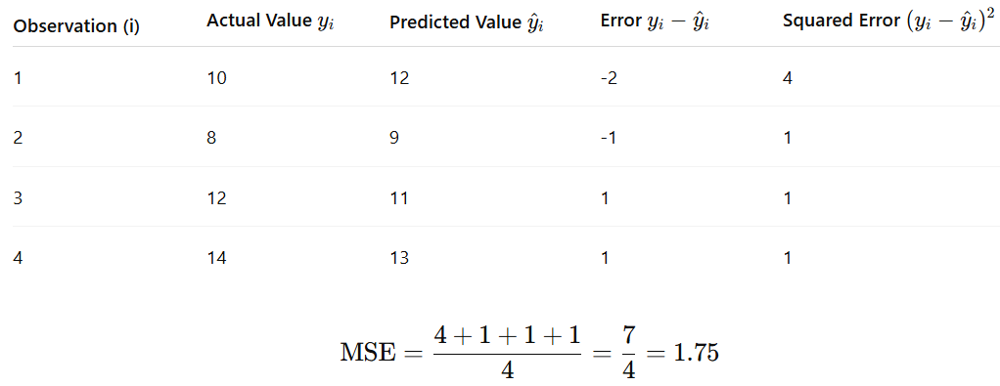 Observation (i) Actual Value $y_i$ Predicted Value $\hat{y}_i$ Error $y_i - \hat{y}_i$ Squared Error $(y_i - \hat{y}_i)^2$
1 10 12 -2 4
2 8 9 -1 1
3 12 11 1 1
4 14 13 1 1
$\text{MSE} = \frac{4+1+1+1}{4} = \frac{7}{4} = 1.75$